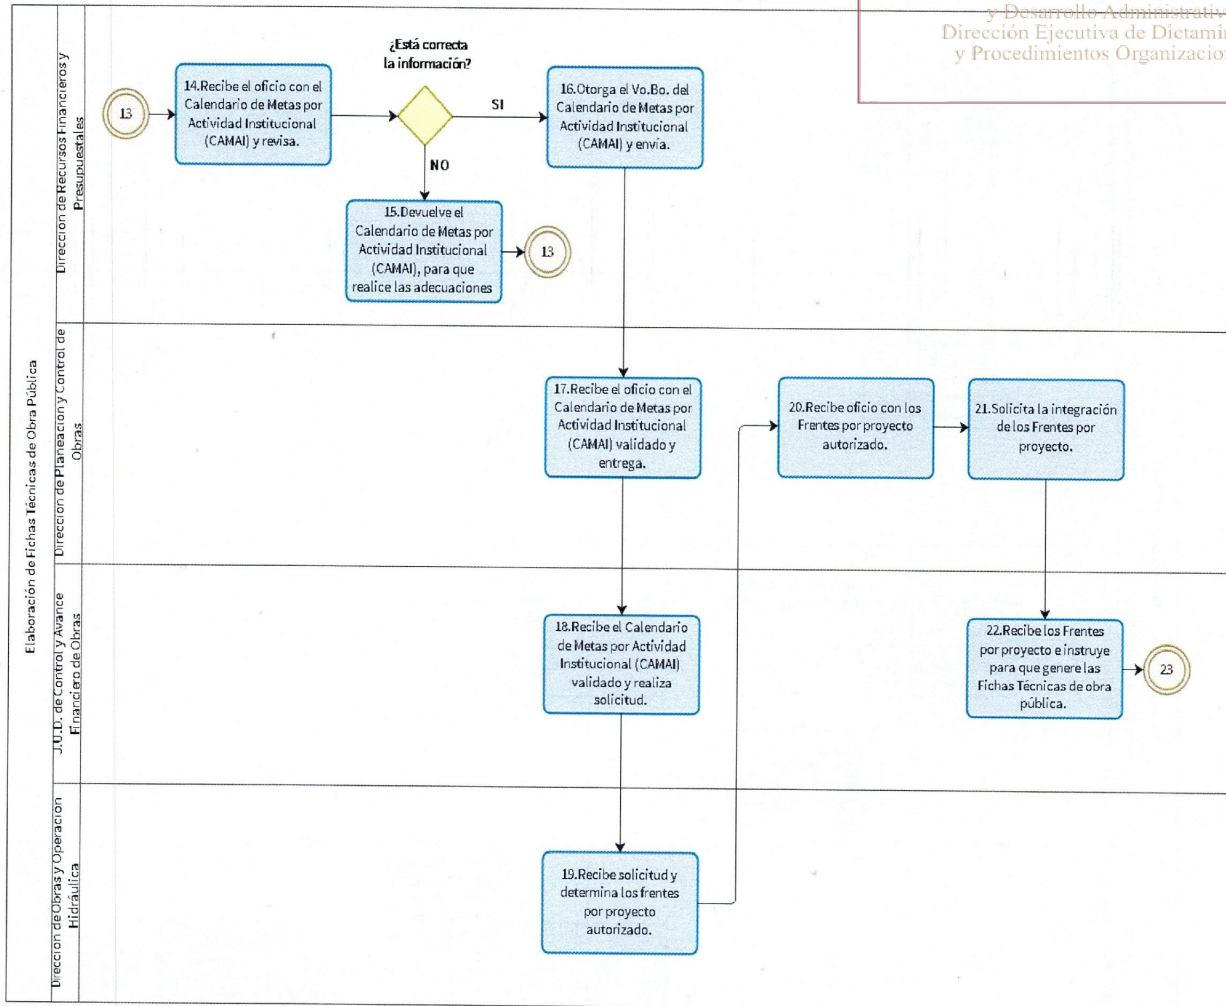 y Desarrollo Administrativ
Dirección Ejecutiva de Dictamin
y Procedimientos Organizacion
Elaboración de Fichas Técnicas de Obra Pública
Dirección de Recursos Financieros y
Presupuestales
13
14.Recibe el oficio con el
Calendario de Metas por
Actividad Institucional
(CAMAI) y revisa.
¿Está correcta
la información?
SI
NO
16.Otorga el Vo.Bo. del
Calendario de Metas por
Actividad Institucional
(CAMAI) y envía.
15.Devuelve el
Calendario de Metas por
Actividad Institucional
(CAMAI), para que
realice las adecuaciones
13
Dirección de Planeación y Control de
Obras
17.Recibe el oficio con el
Calendario de Metas por
Actividad Institucional
(CAMAI) validado y
entrega.
20.Recibe oficio con los
Frentes por proyecto
autorizado.
21.Solicita la integración
de los Frentes por
proyecto.
J.U.D. de Control y Avance
Financiero de Obras
18.Recibe el Calendario
de Metas por Actividad
Institucional (CAMAI)
validado y realiza
solicitud.
22.Recibe los Frentes
por proyecto e instruye
para que genere las
Fichas Técnicas de obra
pública.
23
Dirección de Obras y Operación
Hidráulica
19.Recibe solicitud y
determina los frentes
por proyecto
autorizado.